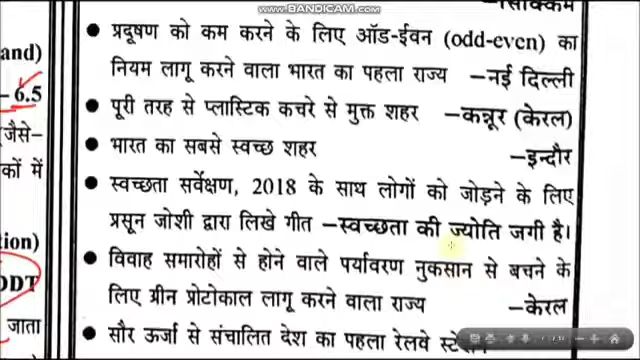 www.BANDICAM.com
सिक्किम
प्रदूषण को कम करने के लिए ऑड-ईवन (odd-even) का
नियम लागू करने वाला भारत का पहला राज्य –नई दिल्ली
पूरी तरह से प्लास्टिक कचरे से मुक्त शहर –कन्नूर (केरल)
भारत का सबसे स्वच्छ शहर –इन्दौर
स्वच्छता सर्वेक्षण, 2018 के साथ लोगों को जोड़ने के लिए
प्रसून जोशी द्वारा लिखे गीत –स्वच्छता की ज्योति जगी है।
विवाह समारोहों से होने वाले पर्यावरण नुकसान से बचने के
लिए ग्रीन प्रोटोकाल लागू करने वाला राज्य –केरल
सौर ऊर्जा से संचालित देश का पहला रेलवे
and)
– 6.5
(जैसे–
कों में
tion)
DDT
जाता